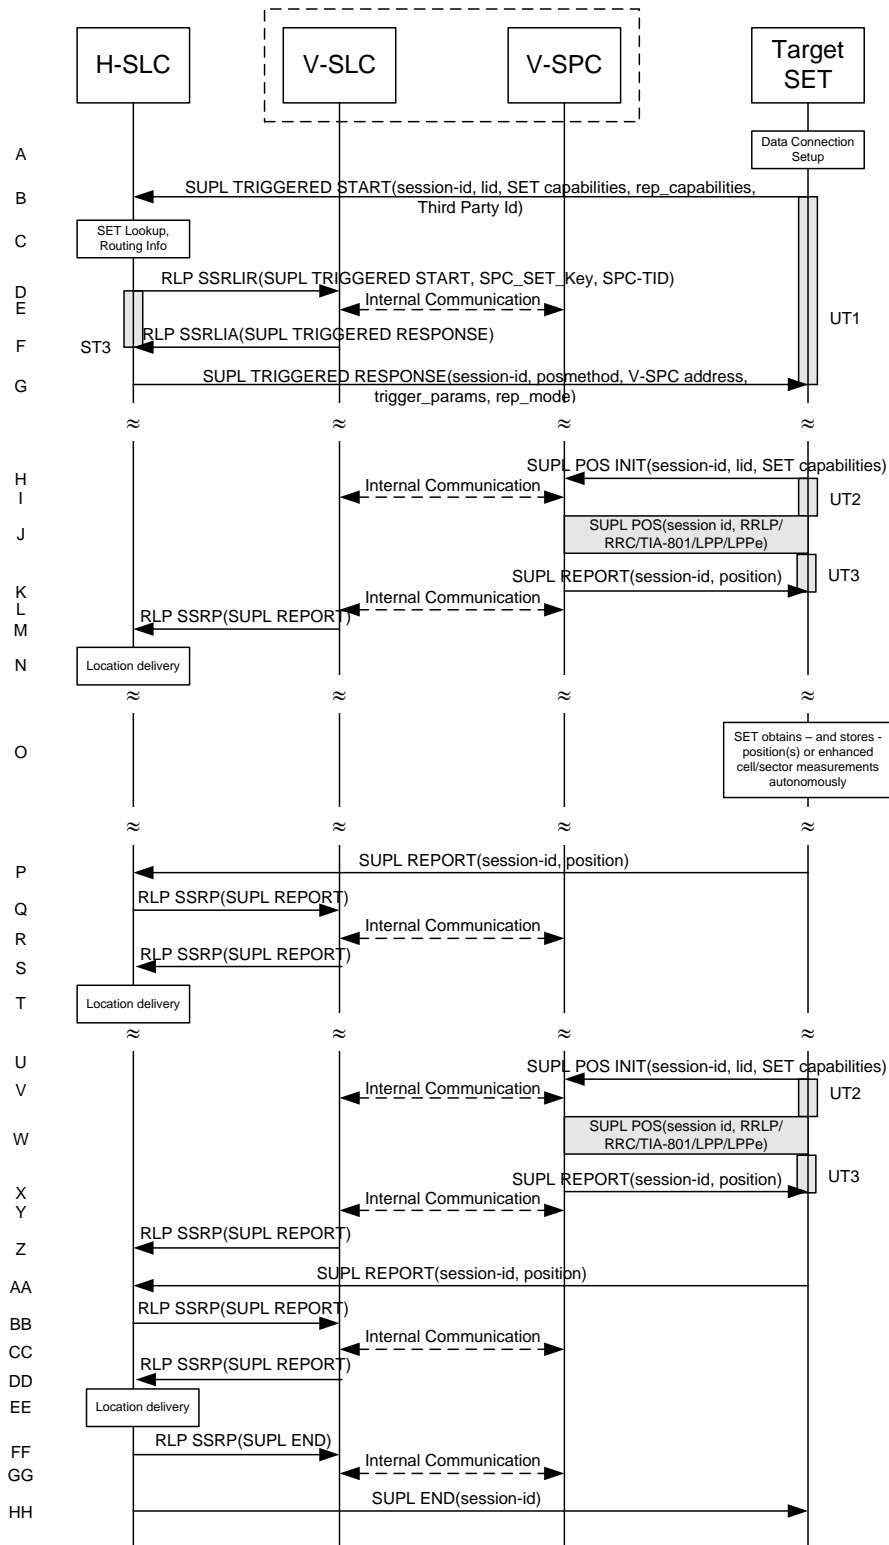 H-SLC
V-SLC
V-SPC
Target
SET
A
Data Connection
Setup
B
SUPL TRIGGERED START(session-id, lid, SET capabilities, rep_capabilities,
Third Party Id)
C
SET Lookup,
Routing Info
D
RLP SSRLIR(SUPL TRIGGERED START, SPC_SET_Key, SPC-TID)
E
Internal Communication
UT1
F
ST3
RLP SSRLIA(SUPL TRIGGERED RESPONSE)
G
SUPL TRIGGERED RESPONSE(session-id, posmethod, V-SPC address,
trigger_params, rep_mode)
≈ ≈ ≈ ≈
H
SUPL POS INIT(session-id, lid, SET capabilities)
I
Internal Communication
UT2
J
SUPL POS(session id, RRLP/
RRC/TIA-801/LPP/LPPe)
K
SUPL REPORT(session-id, position)
UT3
L
Internal Communication
M
RLP SSRP(SUPL REPORT)
N
Location delivery
≈ ≈ ≈ ≈
O
SET obtains – and stores -
position(s) or enhanced
cell/sector measurements
autonomously
≈ ≈ ≈ ≈
P
SUPL REPORT(session-id, position)
Q
RLP SSRP(SUPL REPORT)
R
Internal Communication
S
RLP SSRP(SUPL REPORT)
T
Location delivery
≈ ≈ ≈ ≈
U
SUPL POS INIT(session-id, lid, SET capabilities)
V
Internal Communication
UT2
W
SUPL POS(session id, RRLP/
RRC/TIA-801/LPP/LPPe)
X
SUPL REPORT(session-id, position)
UT3
Y
Internal Communication
Z
RLP SSRP(SUPL REPORT)
AA
SUPL REPORT(session-id, position)
BB
RLP SSRP(SUPL REPORT)
CC
Internal Communication
DD
RLP SSRP(SUPL REPORT)
EE
Location delivery
FF
RLP SSRP(SUPL END)
GG
Internal Communication
HH
SUPL END(session-id)